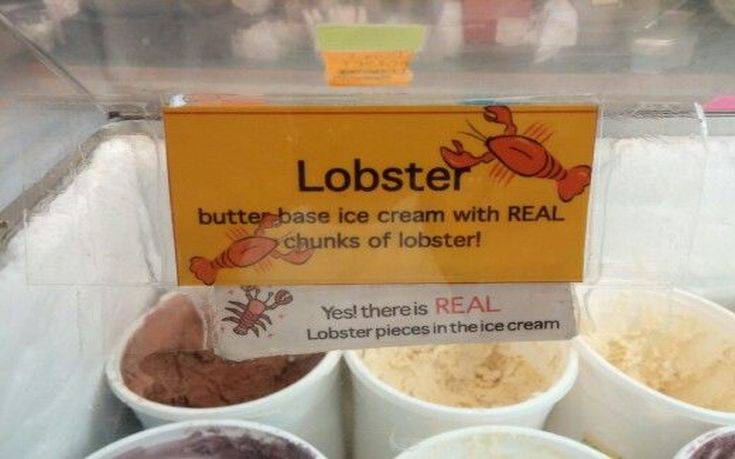 Lobster
butter base ice cream with REAL
chunks of lobster!
Yes! there is REAL
Lobster pieces in the ice cream